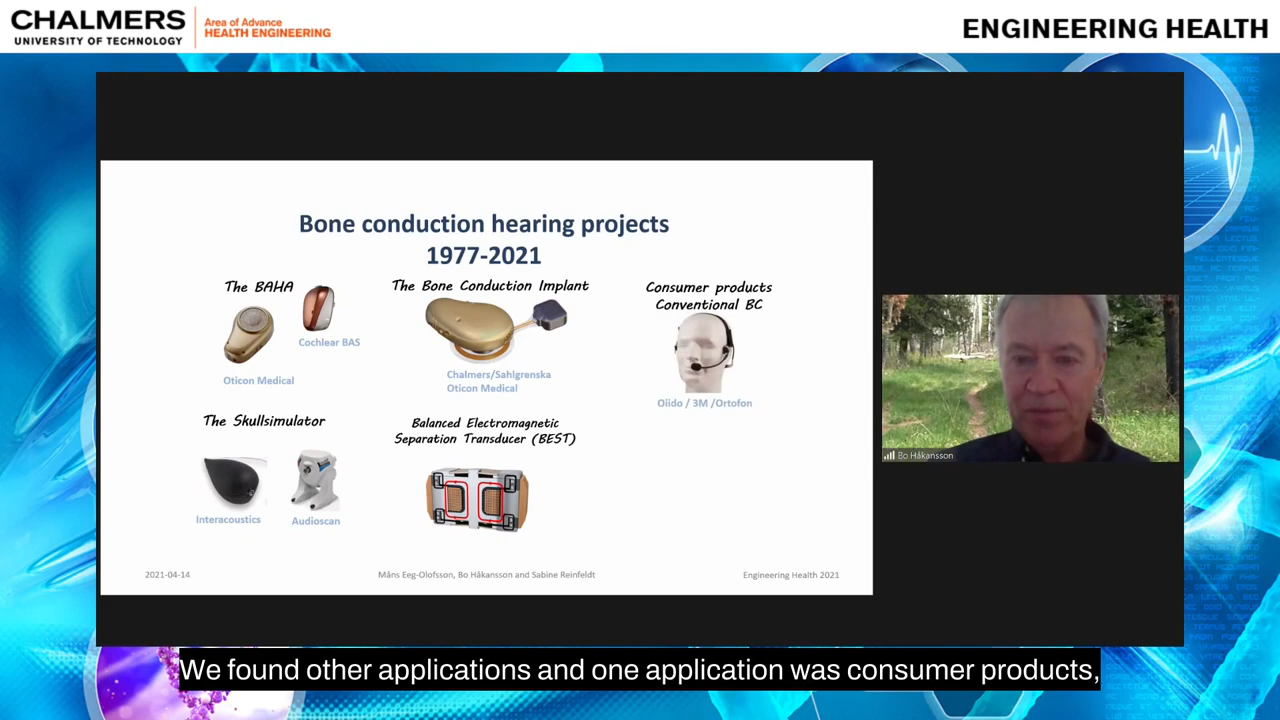 CHALMERS
UNIVERSITY OF TECHNOLOGY
Area of Advance
HEALTH ENGINEERING
ENGINEERING HEALTH
Bone conduction hearing projects
1977-2021
The BAHA
Cochlear BAS
Oticon Medical
The Bone Conduction Implant
Chalmers/Sahlgrenska
Oticon Medical
Consumer products
Conventional BC
Oiido / 3M /Ortofon
The Skullsimulator
Interacoustics
Audioscan
Balanced Electromagnetic
Separation Transducer (BEST)
2021-04-14
Måns Eeg-Olofsson, Bo Håkansson and Sabine Reinfeldt
Engineering Health 2021
Bo Håkansson
We found other applications and one application was consumer products,